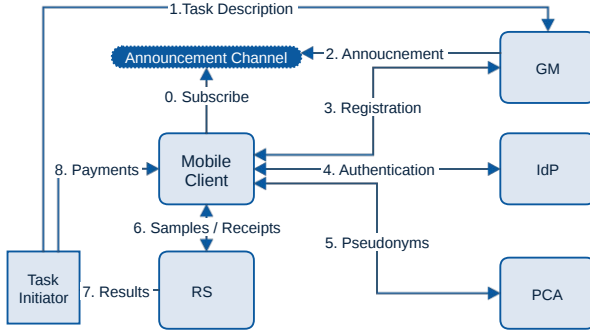 1.Task Description
Announcement Channel
2. Annoucnement
GM
0. Subscribe
3. Registration
Mobile
Client
8. Payments
4. Authentication
IdP
6. Samples / Receipts
5. Pseudonyms
Task
Initiator
7. Results
RS
PCA